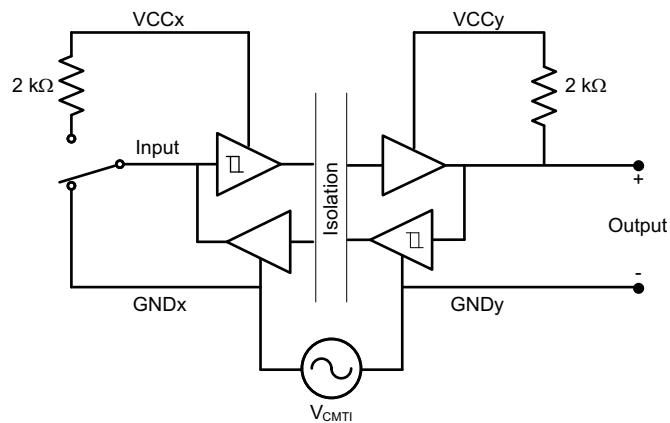 VCCx
VCCy
2 kΩ
2 kΩ
Input
Isolation
+
Output
-
GNDx
GNDy
VCMTI